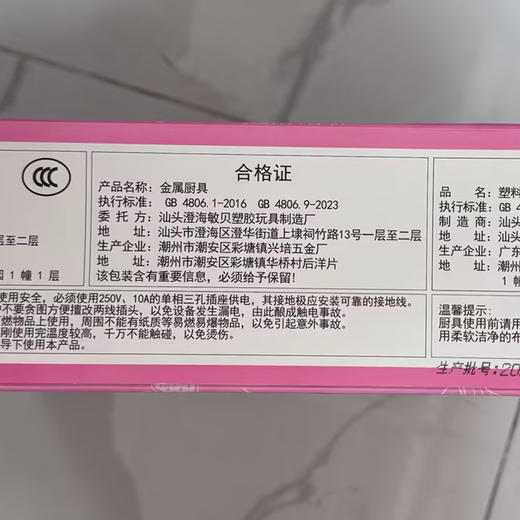 CCC
层至二层
1幢1层
合格证
产品名称：金属厨具
执行标准：GB 4806.1-2016 GB 4806.9-2023
委托方：汕头澄海敏贝塑胶玩具制造厂
地址：汕头市澄海区澄华街道上埭祠竹路13号一层至二层
生产企业：潮州市潮安区彩塘镇兴培五金厂
地址：潮州市潮安区彩塘镇华桥村后洋片
该包装含有重要信息，必须给予保留！
品名：塑料
执行标准：GB 4
制造商：汕头
地址：汕头
生产企业：广东
地址：潮州
使用安全，必须使用250V、10A的单相三孔插座供电，其接地极应安装可靠的接地线。
不要贪图方便擅改两线插头，以免设备发生漏电，由此酿成触电事故。
燃物品上使用，周围不能有纸质等易燃易爆物品，以免引起意外事故。
刚使用完温度较高，千万不能触碰，以免烫伤。
导下使用本产品。
温馨提示：
厨具使用前请用
用柔软洁净的布
生产批号：20